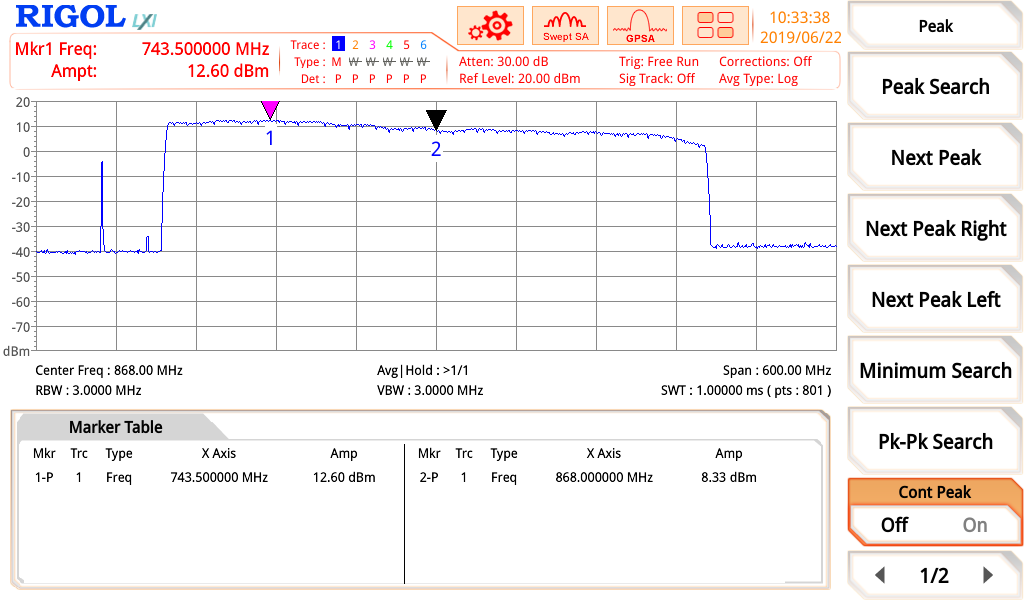 RIGOL LXI
Swept SA
GPSA
10:33:38
2019/06/22
Mkr1 Freq: 743.500000 MHz
Ampt: 12.60 dBm
Trace : 1 2 3 4 5 6
Type : M W W W W W
Det : P P P P P P
Atten: 30.00 dB
Ref Level: 20.00 dBm
Trig: Free Run
Sig Track: Off
Corrections: Off
Avg Type: Log
20
10
0
-10
-20
-30
-40
-50
-60
-70
dBm
1
2
Center Freq : 868.00 MHz
Avg|Hold : >1/1
Span : 600.00 MHz
RBW : 3.0000 MHz
VBW : 3.0000 MHz
SWT : 1.00000 ms ( pts : 801 )
Marker Table
Mkr Trc Type X Axis Amp Mkr Trc Type X Axis Amp
1-P 1 Freq 743.500000 MHz 12.60 dBm 2-P 1 Freq 868.000000 MHz 8.33 dBm
Peak
Peak Search
Next Peak
Next Peak Right
Next Peak Left
Minimum Search
Pk-Pk Search
Cont Peak
Off On
1/2